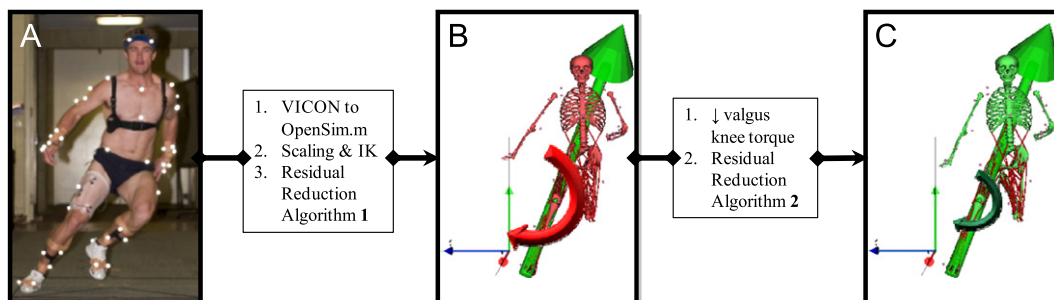 A
1. VICON to
OpenSim.m
2. Scaling & IK
3. Residual
Reduction
Algorithm 1
B
1. ↓ valgus
knee torque
2. Residual
Reduction
Algorithm 2
C